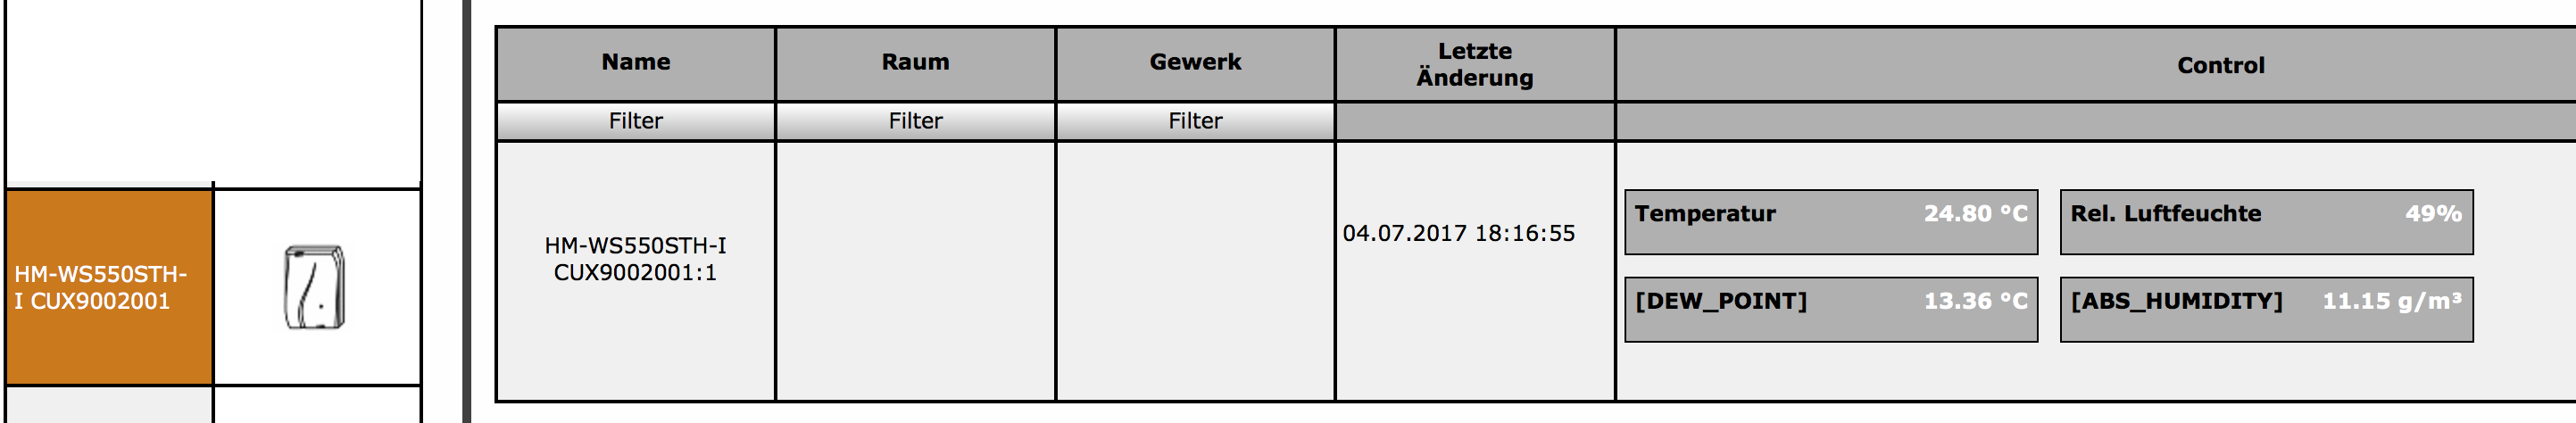 HM-WS550STH-
I CUX9002001
Name
Raum
Gewerk
Letzte
Änderung
Control
Filter
Filter
Filter
HM-WS550STH-I
CUX9002001:1
04.07.2017 18:16:55
Temperatur 24.80 °C
Rel. Luftfeuchte 49%
[DEW_POINT] 13.36 °C
[ABS_HUMIDITY] 11.15 g/m³